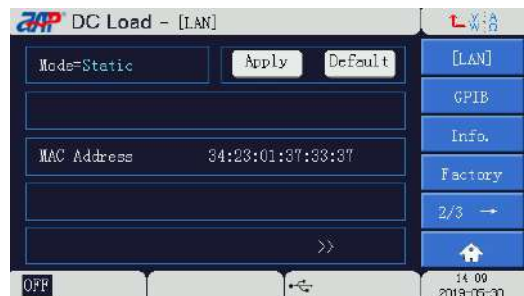 DC Load - [LAN]
Mode=Static
Apply
Default
MAC Address 34:23:01:37:33:37
>>
[LAN]
GPIB
Info.
Factory
2/3 →
OFF
14 09
2019-05-30